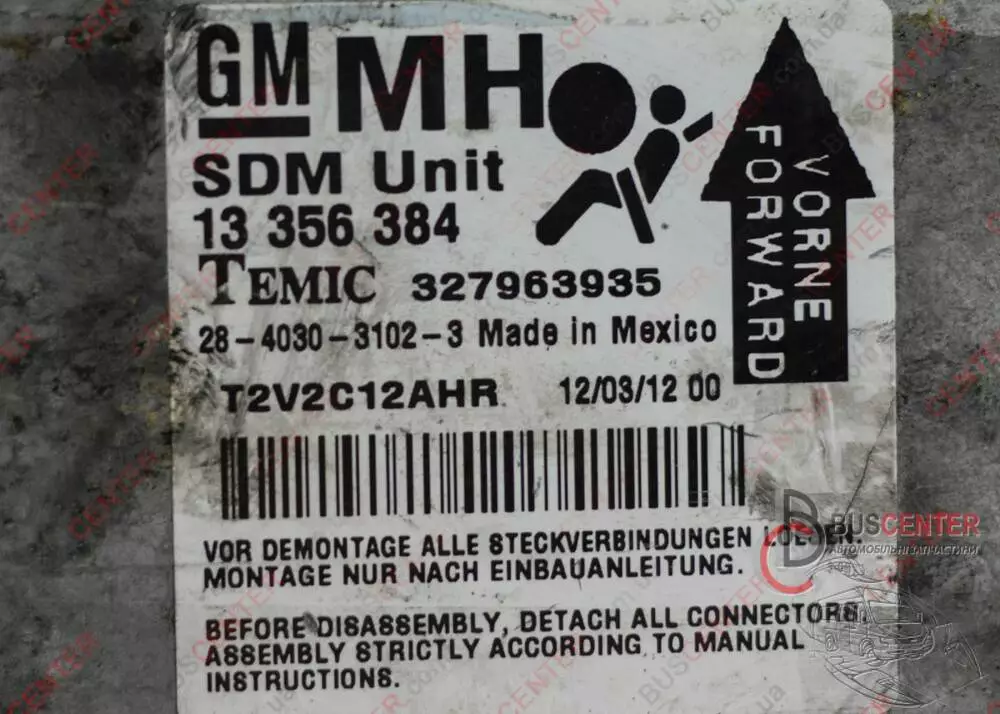 GM MH
SDM Unit
13 356 384
TEMIC 327963935
28-4030-3102-3 Made in Mexico
T2V2C12AHR 12/03/12 00
VORNE
FORWARD
VOR DEMONTAGE ALLE STECKVERBINDUNGEN
MONTAGE NUR NACH EINBAUANLEITUNG.
BEFORE DISASSEMBLY, DETACH ALL CONNECTORS.
ASSEMBLY STRICTLY ACCORDING TO MANUAL
INSTRUCTIONS.
BUSCENTER
АВТОМОБІЛЬНІ ЗАПЧАСТИНИ